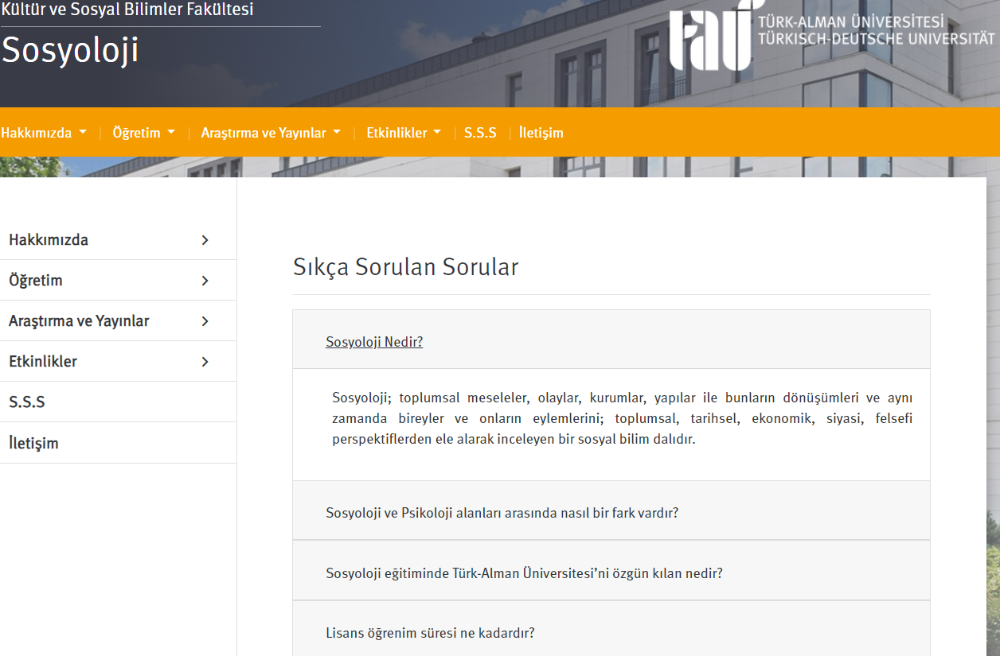 Kültür ve Sosyal Bilimler Fakültesi
Sosyoloji
tau
TÜRK-ALMAN ÜNİVERSİTESİ
TÜRKISCH-DEUTSCHE UNIVERSITÄT
Hakkımızda Öğretim Araştırma ve Yayınlar Etkinlikler S.S.S İletişim
Hakkımızda
Öğretim
Araştırma ve Yayınlar
Etkinlikler
S.S.S
İletişim
Sıkça Sorulan Sorular
Sosyoloji Nedir?
Sosyoloji; toplumsal meseleler, olaylar, kurumlar, yapılar ile bunların dönüşümleri ve aynı
zamanda bireyler ve onların eylemlerini; toplumsal, tarihsel, ekonomik, siyasi, felsefi
perspektiflerden ele alarak inceleyen bir sosyal bilim dalıdır.
Sosyoloji ve Psikoloji alanları arasında nasıl bir fark vardır?
Sosyoloji eğitiminde Türk-Alman Üniversitesi’ni özgün kılan nedir?
Lisans öğrenim süresi ne kadardır?